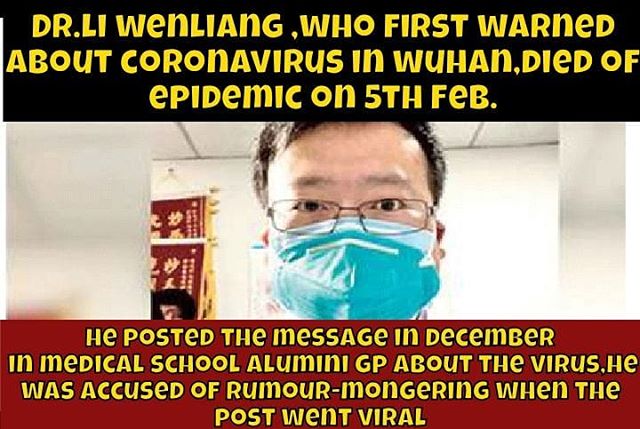 DR.LI WENLIANG ,WHO FIRST WARNED
ABOUT CORONAVIRUS IN WUHAN,DIED OF
EPIDEMIC ON 5TH FEB.
HE POSTED THE MESSAGE IN DECEMBER
IN MEDICAL SCHOOL ALUMINI GP ABOUT THE VIRUS.HE
WAS ACCUSED OF RUMOUR-MONGERING WHEN THE
POST WENT VIRAL